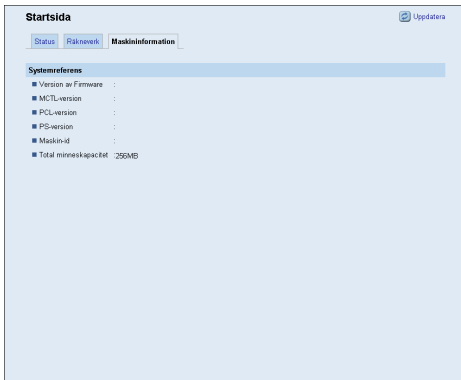 Startsida
Uppdatera
Status Räkneverk Maskininformation
Systemreferens
Version av Firmware :
MCTL-version :
PCL-version :
PS-version :
Maskin-id :
Total minneskapacitet :256MB